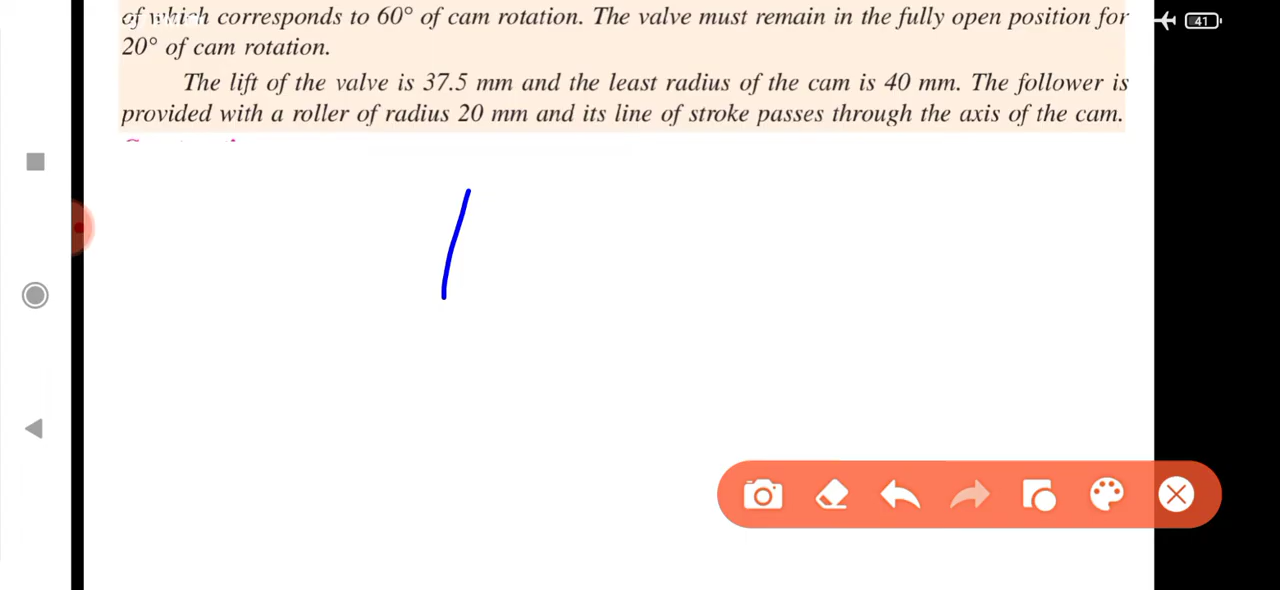 of which corresponds to 60° of cam rotation. The valve must remain in the fully open position for
20° of cam rotation.
The lift of the valve is 37.5 mm and the least radius of the cam is 40 mm. The follower is
provided with a roller of radius 20 mm and its line of stroke passes through the axis of the cam.
41